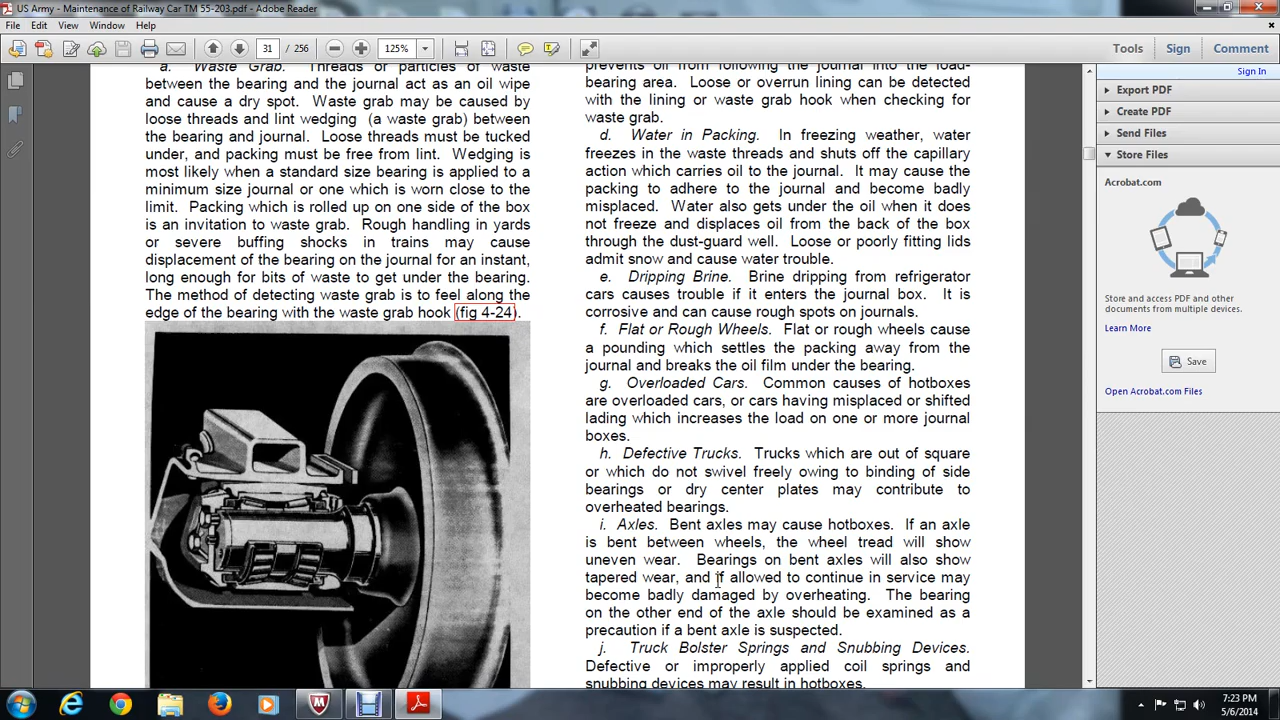 US Army - Maintenance of Railway Car TM 55-203.pdf - Adobe Reader
File Edit View Window Help
31 / 256 125% Tools Sign Comment
a. Waste Grab. Threads or particles of waste
between the bearing and the journal act as an oil wipe
and cause a dry spot. Waste grab may be caused by
loose threads and lint wedging (a waste grab) between
the bearing and journal. Loose threads must be tucked
under, and packing must be free from lint. Wedging is
most likely when a standard size bearing is applied to a
minimum size journal or one which is worn close to the
limit. Packing which is rolled up on one side of the box
is an invitation to waste grab. Rough handling in yards
or severe buffing shocks in trains may cause
displacement of the bearing on the journal for an instant,
long enough for bits of waste to get under the bearing.
The method of detecting waste grab is to feel along the
edge of the bearing with the waste grab hook (fig 4-24).
prevents oil from following the journal into the load-
bearing area. Loose or overrun lining can be detected
with the lining or waste grab hook when checking for
waste grab.
d. Water in Packing. In freezing weather, water
freezes in the waste threads and shuts off the capillary
action which carries oil to the journal. It may cause the
packing to adhere to the journal and become badly
misplaced. Water also gets under the oil when it does
not freeze and displaces oil from the back of the box
through the dust-guard well. Loose or poorly fitting lids
admit snow and cause water trouble.
e. Dripping Brine. Brine dripping from refrigerator
cars causes trouble if it enters the journal box. It is
corrosive and can cause rough spots on journals.
f. Flat or Rough Wheels. Flat or rough wheels cause
a pounding which settles the packing away from the
journal and breaks the oil film under the bearing.
g. Overloaded Cars. Common causes of hotboxes
are overloaded cars, or cars having misplaced or shifted
lading which increases the load on one or more journal
boxes.
h. Defective Trucks. Trucks which are out of square
or which do not swivel freely owing to binding of side
bearings or dry center plates may contribute to
overheated bearings.
i. Axles. Bent axles may cause hotboxes. If an axle
is bent between wheels, the wheel tread will show
uneven wear. Bearings on bent axles will also show
tapered wear, and if allowed to continue in service may
become badly damaged by overheating. The bearing
on the other end of the axle should be examined as a
precaution if a bent axle is suspected.
j. Truck Bolster Springs and Snubbing Devices.
Defective or improperly applied coil springs and
snubbing devices may result in hotboxes.
Sign In
Export PDF
Create PDF
Send Files
Store Files
Acrobat.com
Store and access PDF and other
documents from multiple devices.
Learn More
Save
Open Acrobat.com Files
7:23 PM
5/6/2014